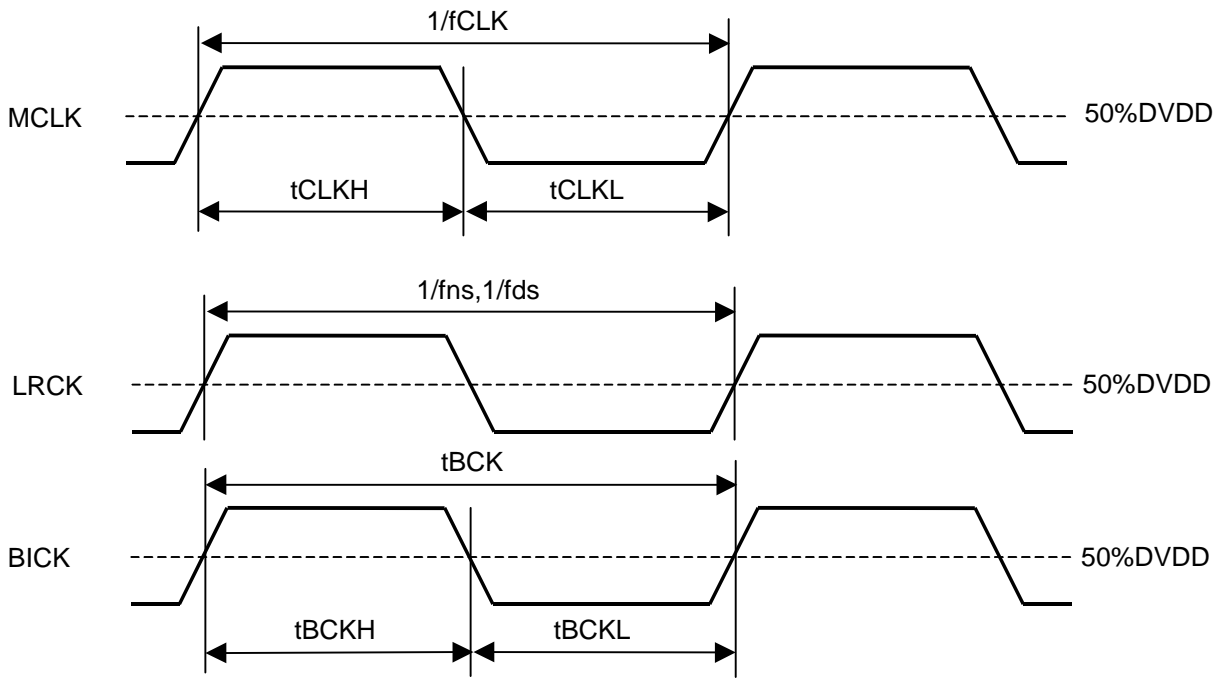 1/fCLK
MCLK
50%DVDD
tCLKH
tCLKL
1/fns,1/fds
LRCK
50%DVDD
tBCK
BICK
50%DVDD
tBCKH
tBCKL